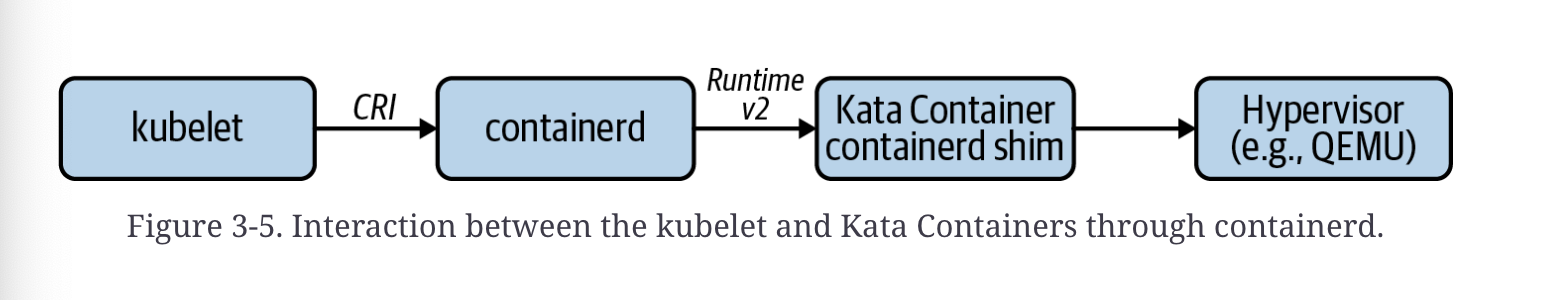 kubelet
CRI
containerd
Runtime
v2
Kata Container
containerd shim
Hypervisor
(e.g., QEMU)
Figure 3-5. Interaction between the kubelet and Kata Containers through containerd.